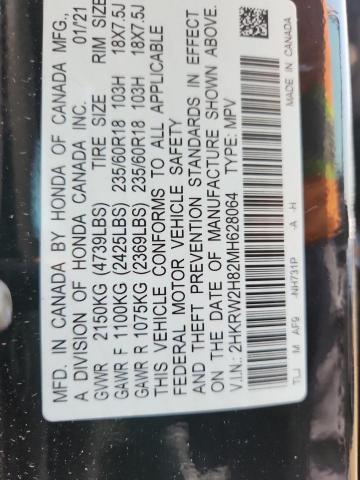 MFD. IN CANADA BY HONDA OF CANADA MFG.,
A DIVISION OF HONDA CANADA INC. 01/21
TIRE SIZE RIM SIZE
GVWR 2150KG (4739LBS)
GAWR F 1100KG (2425LBS) 235/60R18 103H 18X7.5J
GAWR R 1075KG (2369LBS) 235/60R18 103H 18X7.5J
THIS VEHICLE CONFORMS TO ALL APPLICABLE
FEDERAL MOTOR VEHICLE SAFETY
AND THEFT PREVENTION STANDARDS IN EFFECT
ON THE DATE OF MANUFACTURE SHOWN ABOVE.
V.I.N.: 2HKRW2H82MH628064 TYPE: MPV
M AF9 -NH731P -A -H MADE IN CANADA